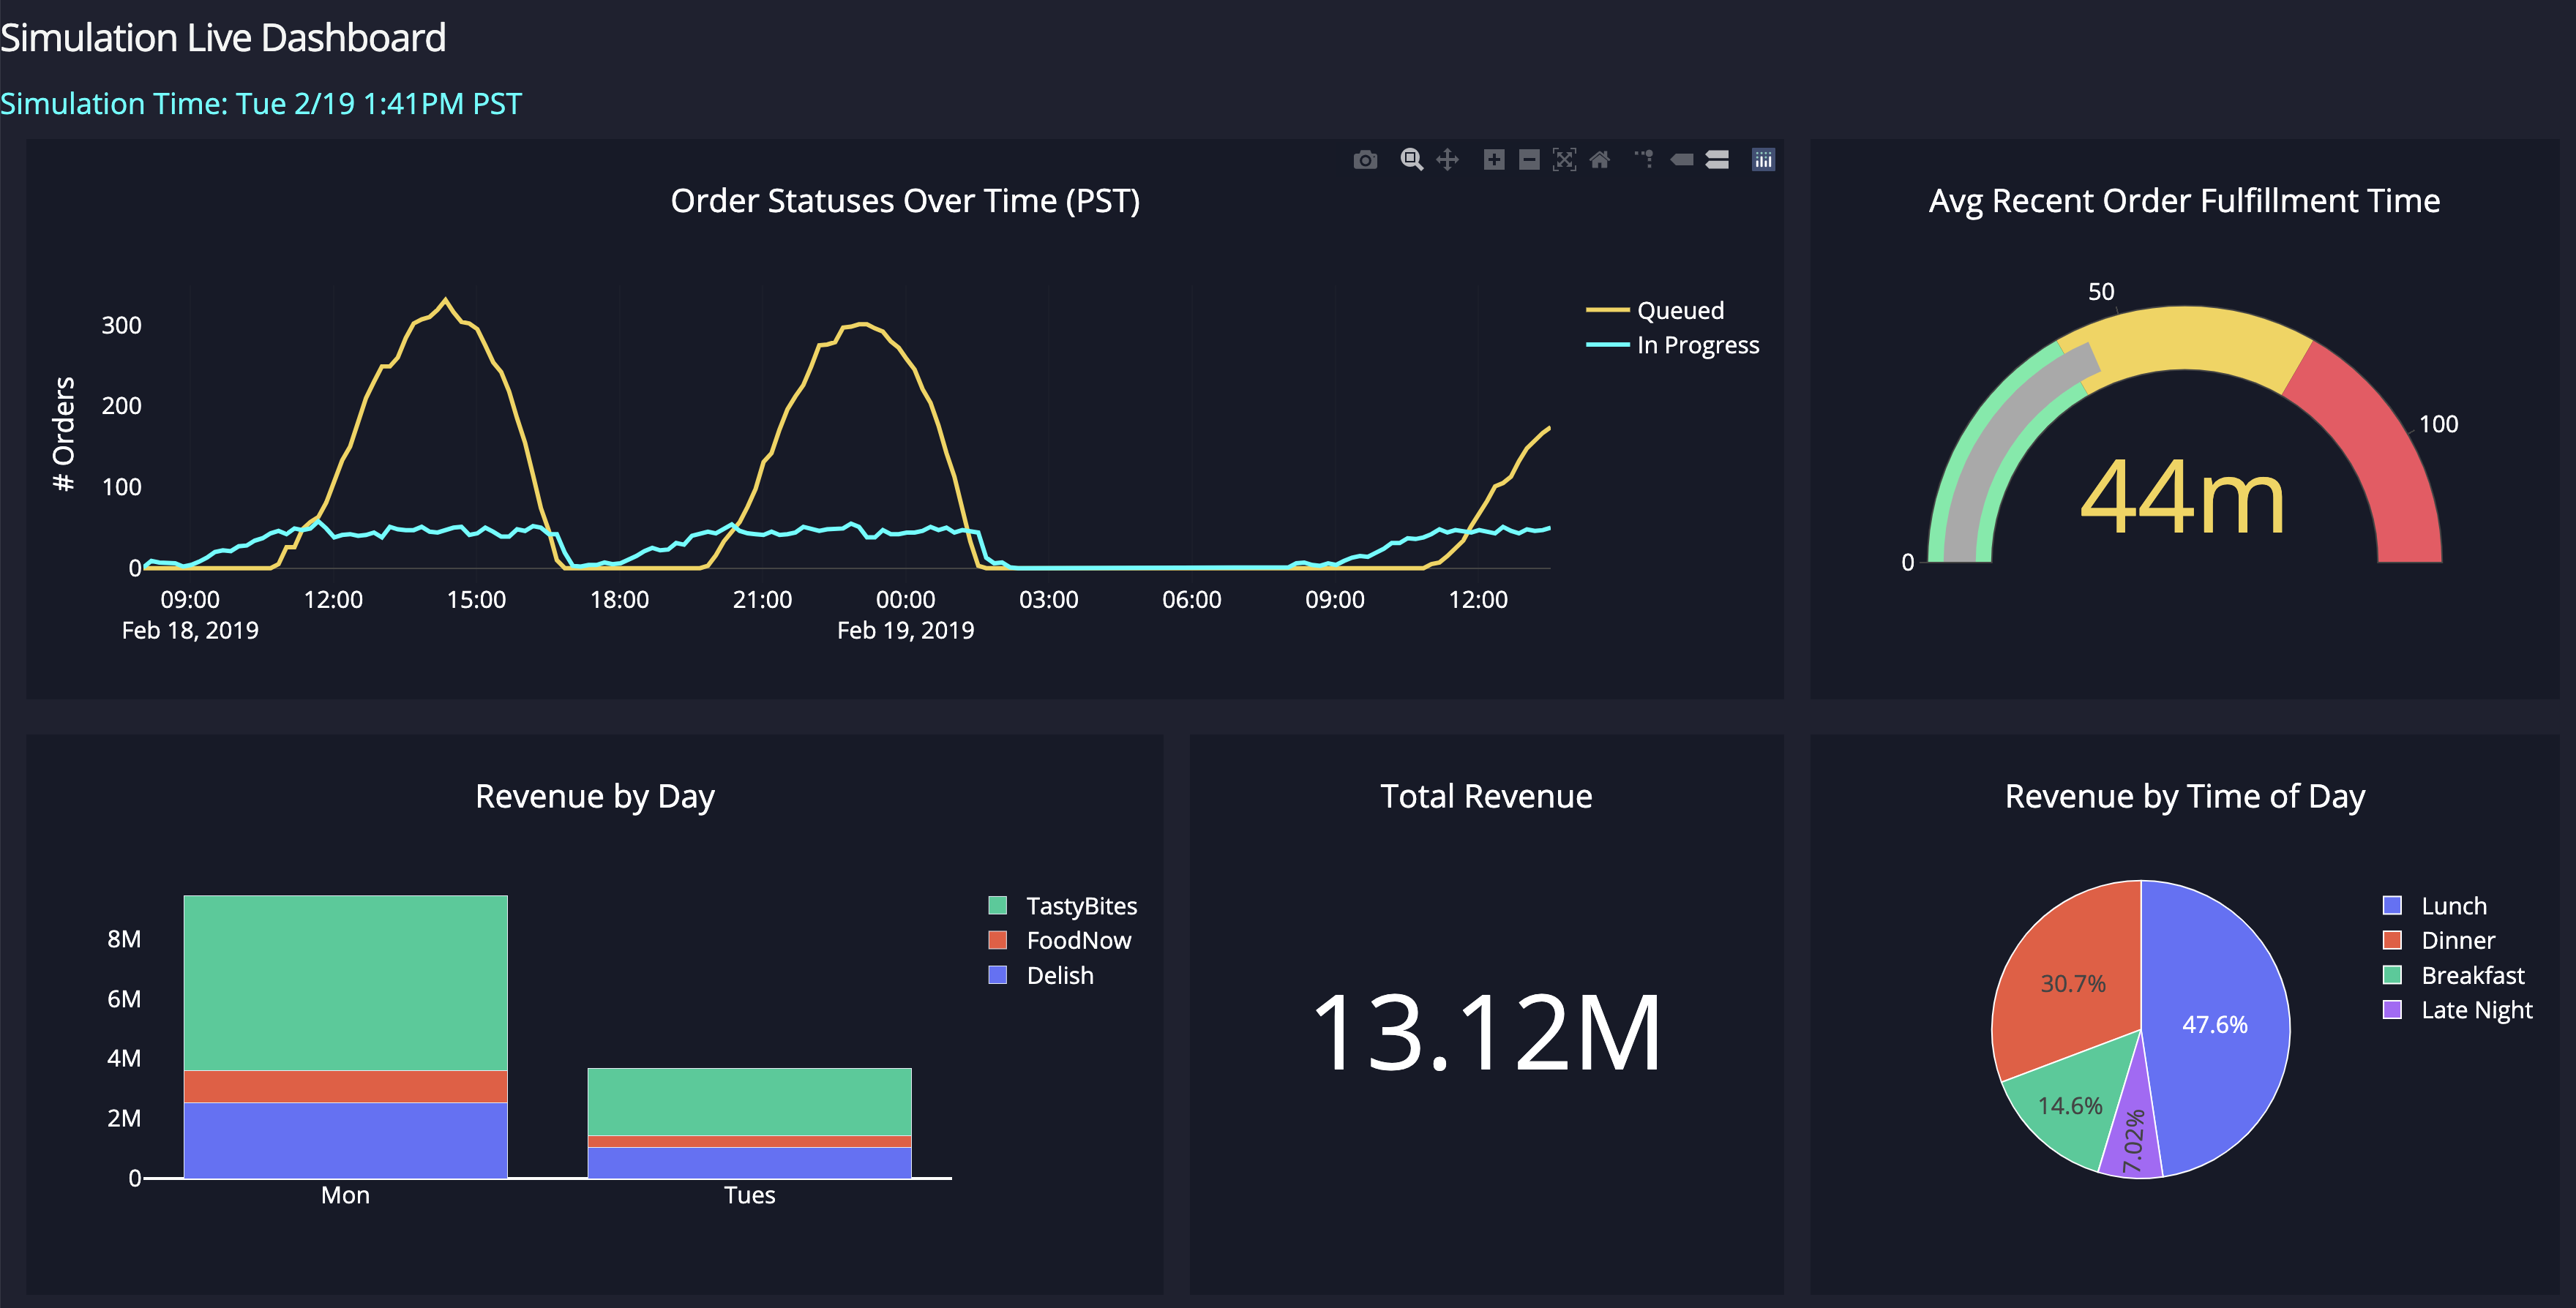 Simulation Live Dashboard
Simulation Time: Tue 2/19 1:41PM PST
Order Statuses Over Time (PST)
# Orders
300
200
100
0
09:00 12:00 15:00 18:00 21:00 00:00 03:00 06:00 09:00 12:00
Feb 18, 2019 Feb 19, 2019
Queued
In Progress
Avg Recent Order Fulfillment Time
0
50
100
44m
Revenue by Day
8M
6M
4M
2M
0
Mon Tues
TastyBites
FoodNow
Delish
Total Revenue
13.12M
Revenue by Time of Day
30.7%
47.6%
14.6%
7.02%
Lunch
Dinner
Breakfast
Late Night